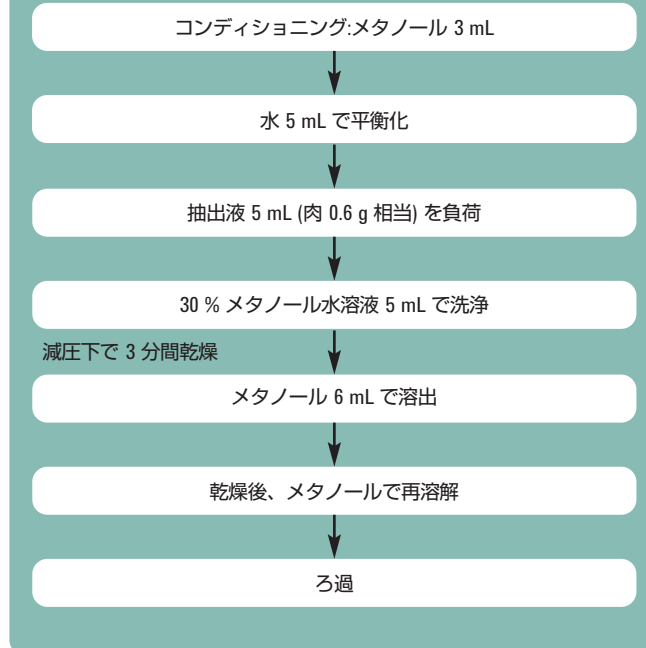 コンディショニング:メタノール 3 mL
水 5 mL で平衡化
抽出液 5 mL (肉 0.6 g 相当) を負荷
30 % メタノール水溶液 5 mL で洗浄
減圧下で 3 分間乾燥
メタノール 6 mL で溶出
乾燥後、メタノールで再溶解
ろ過